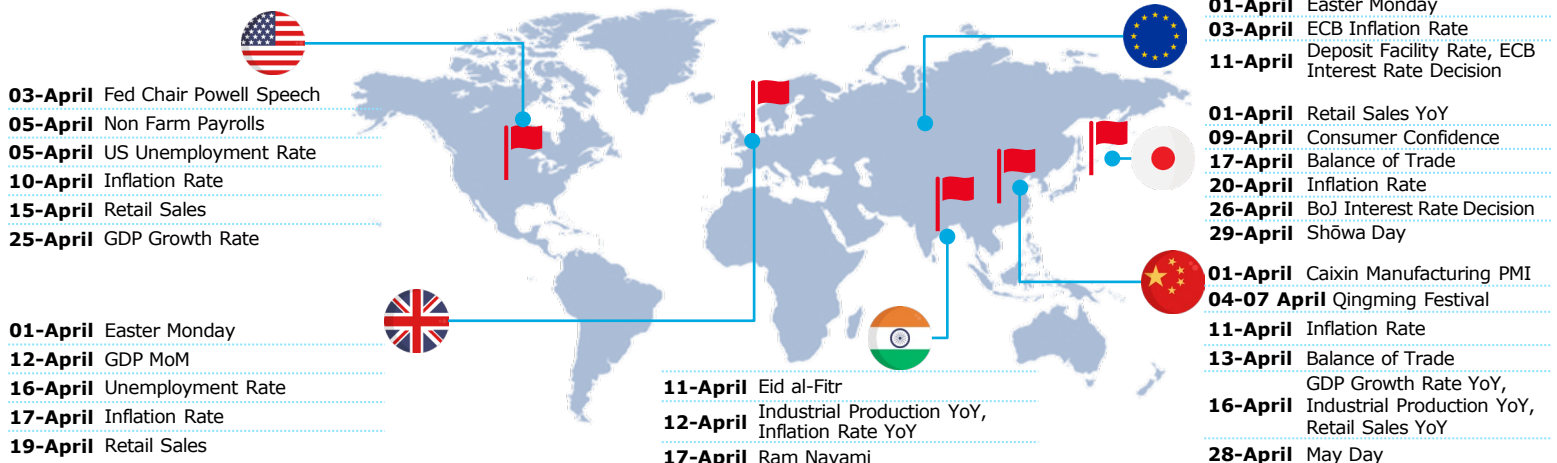 03-April Fed Chair Powell Speech
05-April Non Farm Payrolls
05-April US Unemployment Rate
10-April Inflation Rate
15-April Retail Sales
25-April GDP Growth Rate
01-April Easter Monday
12-April GDP MoM
16-April Unemployment Rate
17-April Inflation Rate
19-April Retail Sales
11-April Eid al-Fitr
12-April Industrial Production YoY,
Inflation Rate YoY
17-April Ram Navami
01-April Easter Monday
03-April ECB Inflation Rate
11-April Deposit Facility Rate, ECB
Interest Rate Decision
01-April Retail Sales YoY
09-April Consumer Confidence
17-April Balance of Trade
20-April Inflation Rate
26-April BoJ Interest Rate Decision
29-April Shōwa Day
01-April Caixin Manufacturing PMI
04-07 April Qingming Festival
11-April Inflation Rate
13-April Balance of Trade
16-April GDP Growth Rate YoY,
Industrial Production YoY,
Retail Sales YoY
28-April May Day